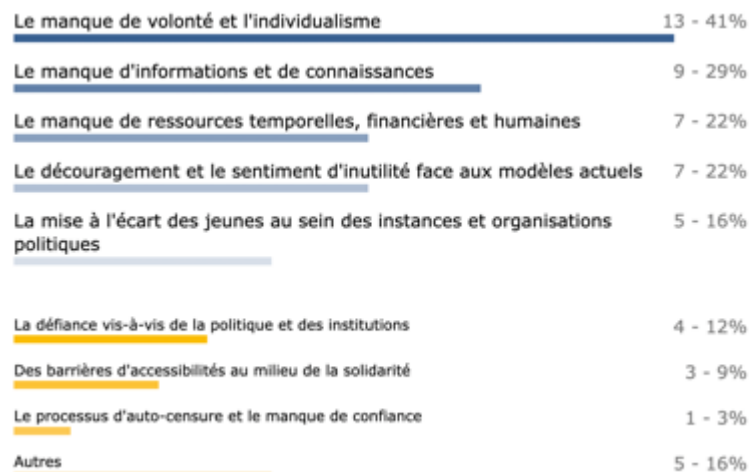 Le manque de volonté et l'individualisme 13 - 41%
Le manque d'informations et de connaissances 9 - 29%
Le manque de ressources temporelles, financières et humaines 7 - 22%
Le découragement et le sentiment d'inutilité face aux modèles actuels 7 - 22%
La mise à l'écart des jeunes au sein des instances et organisations 5 - 16%
politiques
La défiance vis-à-vis de la politique et des institutions 4 - 12%
Des barrières d'accessibilités au milieu de la solidarité 3 - 9%
Le processus d'auto-censure et le manque de confiance 1 - 3%
Autres 5 - 16%